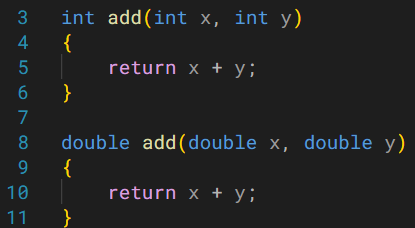 3 int add(int x, int y)
4 {
5     return x + y;
6 }
7
8 double add(double x, double y)
9 {
10     return x + y;
11 }